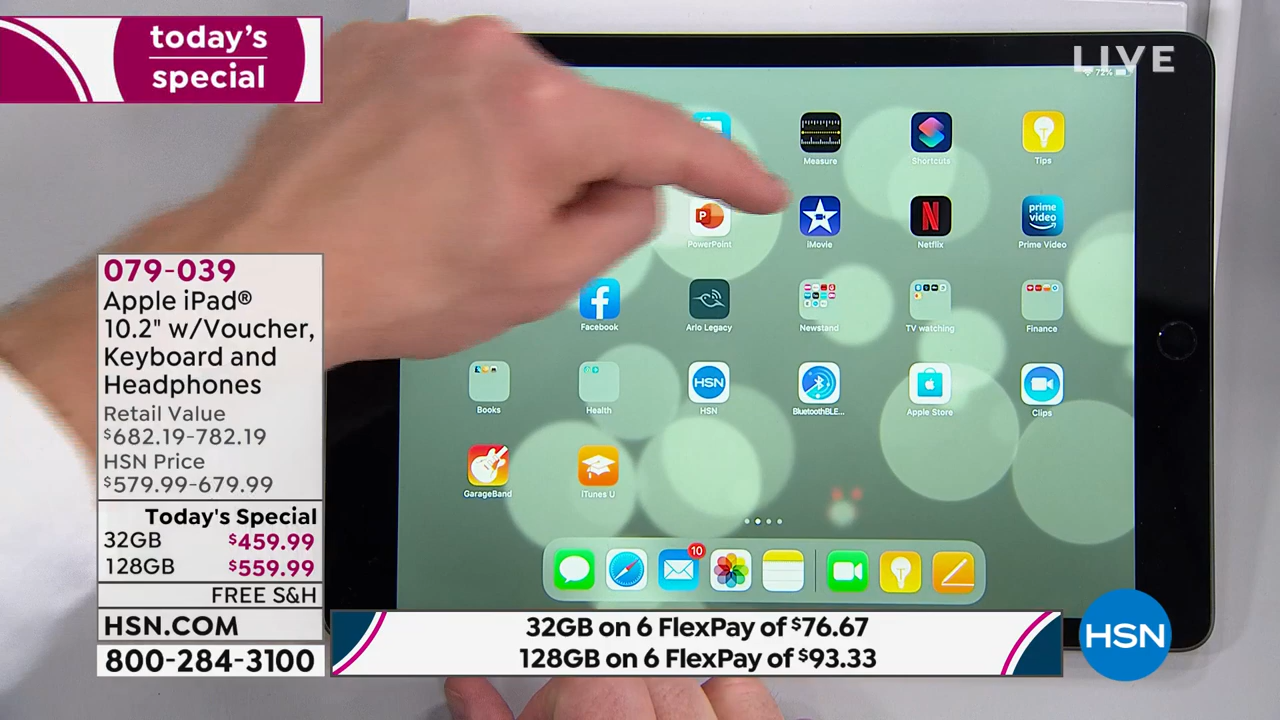 today's
special
LIVE
72%
Measure
Shortcuts
Tips
PowerPoint
iMovie
N
Netflix
prime
video
Prime Video
P
Facebook
Arlo Legacy
Newsstand
TV watching
Finance
Books
Health
HSN
HSN
BluetoothBLE...
Apple Store
Clips
GarageBand
iTunes U
10
079-039
Apple iPad®
10.2" w/Voucher,
Keyboard and
Headphones
Retail Value
$682.19-782.19
HSN Price
$579.99-679.99
Today's Special
32GB $459.99
128GB $559.99
FREE S&H
HSN.COM
800-284-3100
32GB on 6 FlexPay of $76.67
128GB on 6 FlexPay of $93.33
HSN